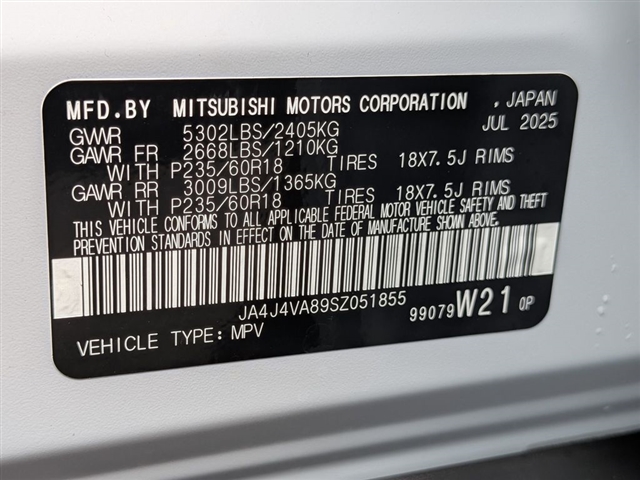 MFD.BY MITSUBISHI MOTORS CORPORATION , JAPAN
GVWR 5302LBS/2405KG JUL 2025
GAWR FR 2668LBS/1210KG
WITH P235/60R18 TIRES 18X7.5J RIMS
GAWR RR 3009LBS/1365KG
WITH P235/60R18 TIRES 18X7.5J RIMS
THIS VEHICLE CONFORMS TO ALL APPLICABLE FEDERAL MOTOR VEHICLE SAFETY AND THEFT
PREVENTION STANDARDS IN EFFECT ON THE DATE OF MANUFACTURE SHOWN ABOVE.
JA4J4VA89SZ051855
VEHICLE TYPE: MPV 99079 W21 0P